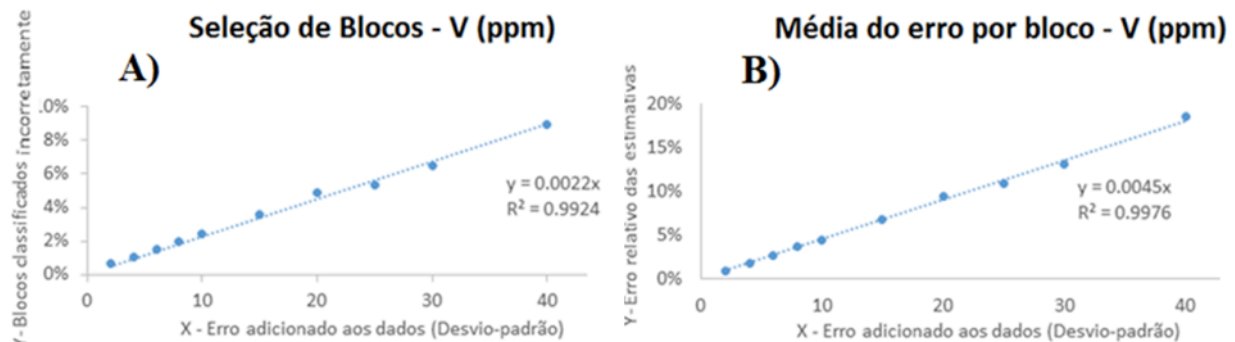 Seleção de Blocos - V (ppm)
A)
Y- Blocos classificados incorretamente
.0%
8%
6%
4%
2%
0%
0
10
20
30
40
y = 0.0022x
R² = 0.9924
X - Erro adicionado aos dados (Desvio-padrão)
Média do erro por bloco - V (ppm)
B)
Y- Erro relativo das estimativas
20%
15%
10%
5%
0%
0
10
20
30
40
y = 0.0045x
R² = 0.9976
X - Erro adicionado aos dados (Desvio-padrão)